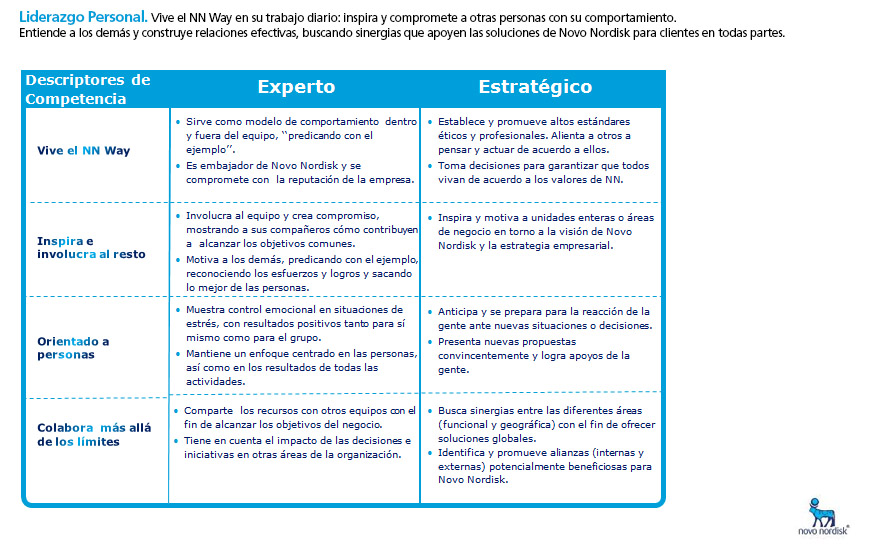 Liderazgo Personal. Vive el NN Way en su trabajo diario: inspira y compromete a otras personas con su comportamiento.
Entiende a los demás y construye relaciones efectivas, buscando sinergias que apoyen las soluciones de Novo Nordisk para clientes en todas partes.
Descriptores de
Competencia
Experto
Estratégico
Vive el NN Way
• Sirve como modelo de comportamiento dentro
y fuera del equipo, “predicando con el
ejemplo”.
• Es embajador de Novo Nordisk y se
compromete con la reputación de la empresa.
• Establece y promueve altos estándares
éticos y profesionales. Alienta a otros a
pensar y actuar de acuerdo a ellos.
• Toma decisiones para garantizar que todos
vivan de acuerdo a los valores de NN.
Inspira e
involucra al resto
• Involucra al equipo y crea compromiso,
mostrando a sus compañeros cómo contribuyen
a alcanzar los objetivos comunes.
• Motiva a los demás, predicando con el ejemplo,
reconociendo los esfuerzos y logros y sacando
lo mejor de las personas.
• Inspira y motiva a unidades enteras o áreas
de negocio en torno a la visión de Novo
Nordisk y la estrategia empresarial.
Orientado a
personas
• Muestra control emocional en situaciones de
estrés, con resultados positivos tanto para sí
mismo como para el grupo.
• Mantiene un enfoque centrado en las personas,
así como en los resultados de todas las
actividades.
• Anticipa y se prepara para la reacción de la
gente ante nuevas situaciones o decisiones.
• Presenta nuevas propuestas
convincentemente y logra apoyos de la
gente.
Colabora más allá
de los límites
• Comparte los recursos con otros equipos con el
fin de alcanzar los objetivos del negocio.
• Tiene en cuenta el impacto de las decisiones e
iniciativas en otras áreas de la organización.
• Busca sinergias entre las diferentes áreas
(funcional y geográfica) con el fin de ofrecer
soluciones globales.
• Identifica y promueve alianzas (internas y
externas) potencialmente beneficiosas para
Novo Nordisk.
novo nordisk®